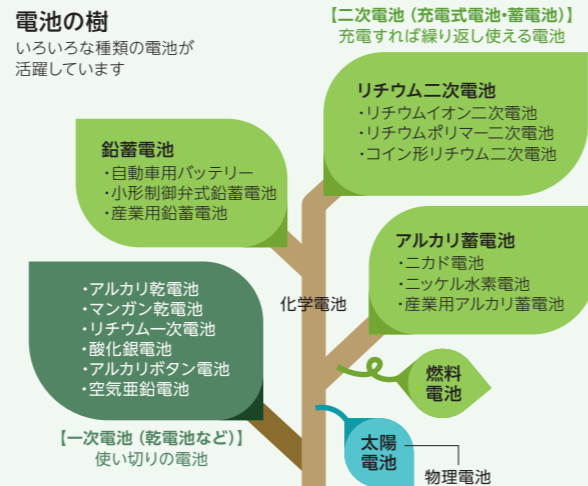 電池の樹
いろいろな種類の電池が
活躍しています
【二次電池（充電式電池・蓄電池）】
充電すれば繰り返し使える電池
リチウム二次電池
・リチウムイオン二次電池
・リチウムポリマー二次電池
・コイン形リチウム二次電池
鉛蓄電池
・自動車用バッテリー
・小形制御弁式鉛蓄電池
・産業用鉛蓄電池
アルカリ蓄電池
・ニカド電池
・ニッケル水素電池
・産業用アルカリ蓄電池
・アルカリ乾電池
・マンガン乾電池
・リチウム一次電池
・酸化銀電池
・アルカリボタン電池
・空気亜鉛電池
化学電池
燃料
電池
【一次電池（乾電池など）】
使い切りの電池
太陽
電池
物理電池